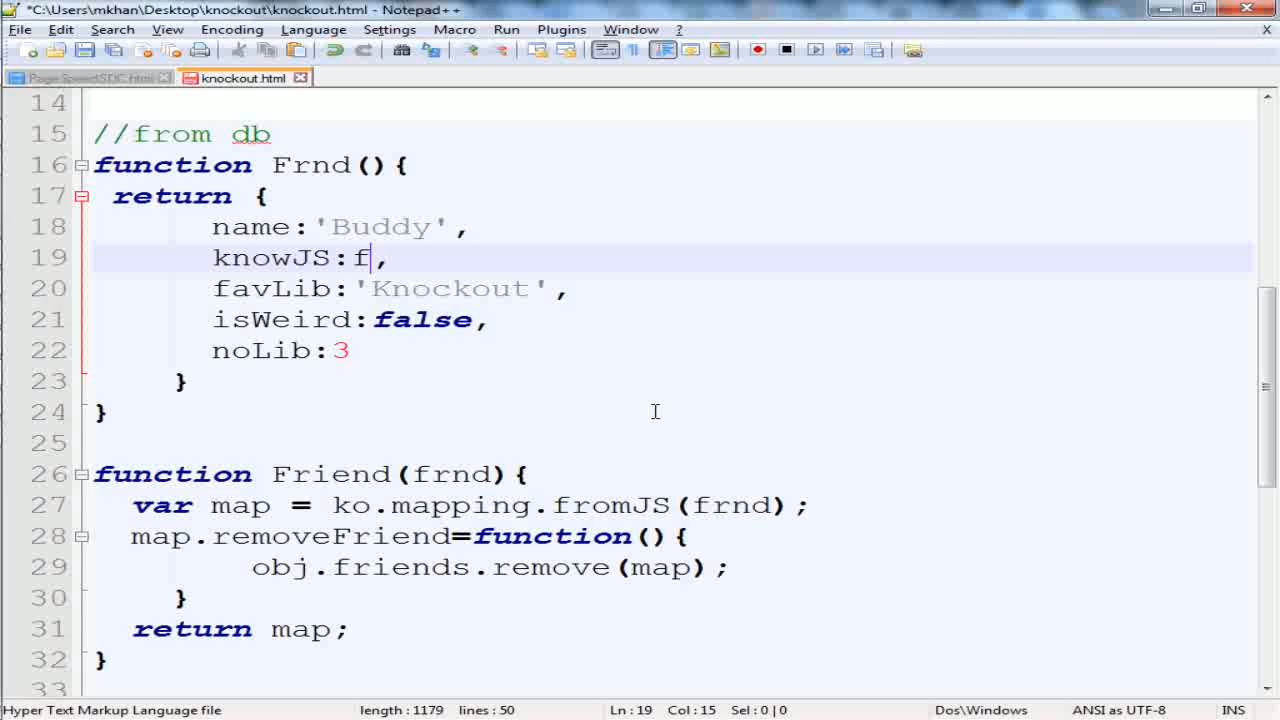 *C:\Users\mkhan\Desktop\knockout\knockout.html - Notepad++
File Edit Search View Encoding Language Settings Macro Run Plugins Window ? X
PageSpeedSDIC.html knockout.html
14
15 //from db
16 function Frnd(){
17 return {
18 name:'Buddy',
19 knowJS:f,
20 favLib:'Knockout',
21 isWeird:false,
22 noLib:3
23 }
24 }
25
26 function Friend(frnd){
27 var map = ko.mapping.fromJS(frnd);
28 map.removeFriend=function(){
29 obj.friends.remove(map);
30 }
31 return map;
32 }
33
Hyper Text Markup Language file length : 1179 lines : 50 Ln : 19 Col : 15 Sel : 0 | 0 Dos\Windows ANSI as UTF-8 INS